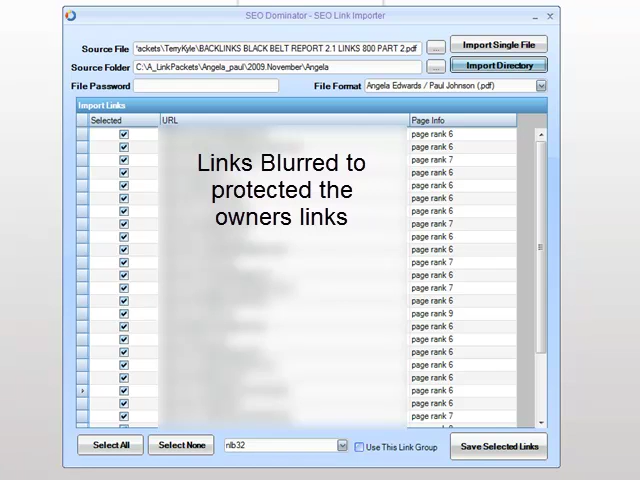 SEO Dominator - SEO Link Importer
Source File 'ackets\TerryKyle\BACKLINKS BLACK BELT REPORT 2.1 LINKS 800 PART 2.pdf ... Import Single File
Source Folder C:\A_LinkPackets\Angela_paul\2009.November\Angela ... Import Directory
File Password File Format Angela Edwards / Paul Johnson (.pdf)
Import Links
Selected URL Page Info
page rank 6
page rank 6
page rank 7
page rank 6
page rank 6
page rank 6
page rank 6
page rank 7
page rank 6
page rank 6
page rank 7
page rank 6
page rank 7
page rank 6
page rank 9
page rank 6
page rank 6
page rank 6
page rank 6
page rank 6
page rank 6
page rank 6
page rank 7
Links Blurred to
protected the
owners links
Select All Select None nlb32 Use This Link Group Save Selected Links